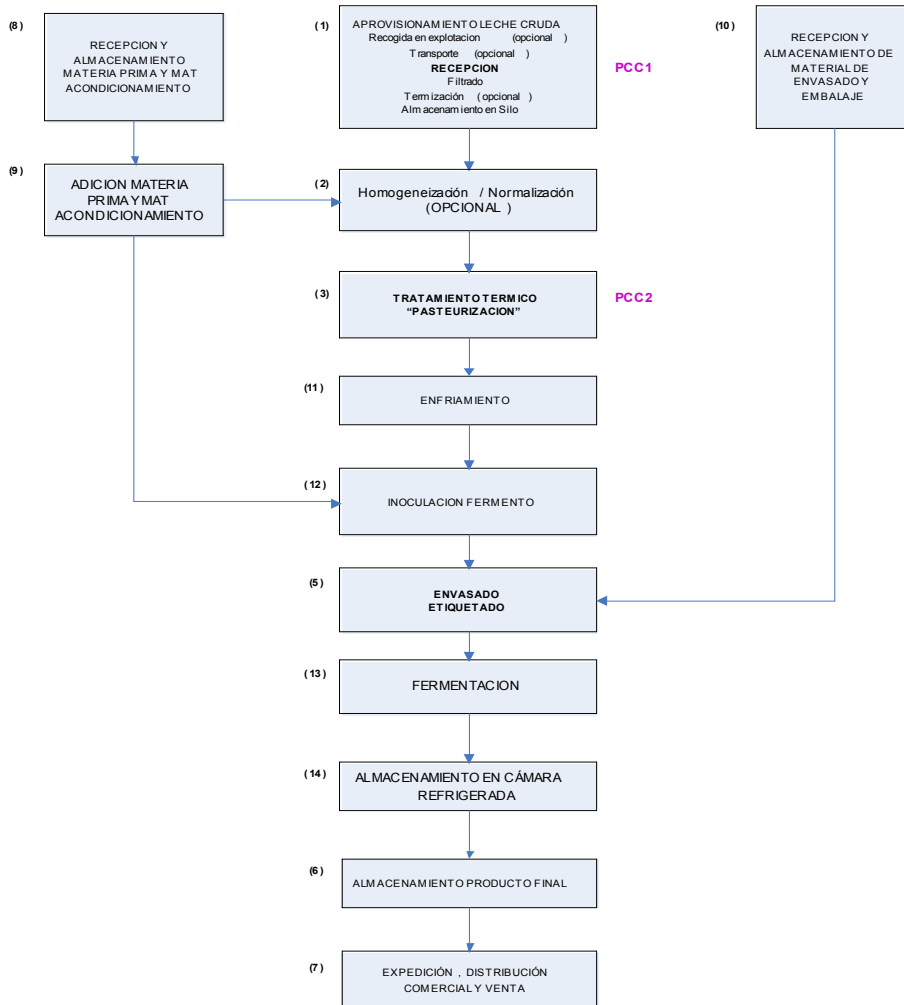 (8)
RECEPCION Y
ALMACENAMIENTO
MATERIA PRIMA Y MAT
ACONDICIONAMIENTO
(1)
APROVISIONAMIENTO LECHE CRUDA
Recogida en explotacion (opcional)
Transporte (opcional)
RECEPCION
Filtrado
Termización (opcional)
Almacenamiento en Silo
PCC1
(10)
RECEPCION Y
ALMACENAMIENTO DE
MATERIAL DE
ENVASADO Y
EMBALAJE
(9)
ADICION MATERIA
PRIMA Y MAT
ACONDICIONAMIENTO
(2)
Homogeneización / Normalización
(OPCIONAL)
(3)
TRATAMIENTO TERMICO
“PASTEURIZACION”
PCC2
(11)
ENFRIAMIENTO
(12)
INOCULACION FERMENTO
(5)
ENVASADO
ETIQUETADO
(13)
FERMENTACION
(14)
ALMACENAMIENTO EN CÁMARA
REFRIGERADA
(6)
ALMACENAMIENTO PRODUCTO FINAL
(7)
EXPEDICIÓN , DISTRIBUCIÓN
COMERCIAL Y VENTA